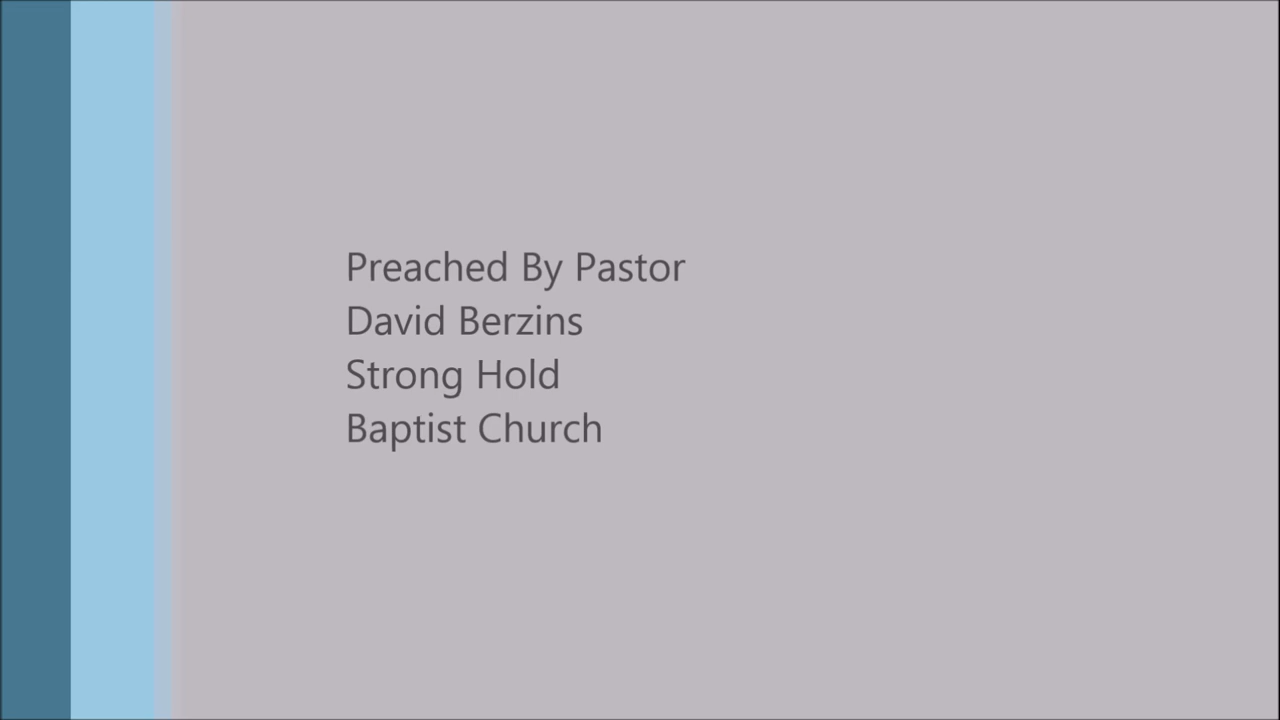 Preached By Pastor
David Berzins
Strong Hold
Baptist Church